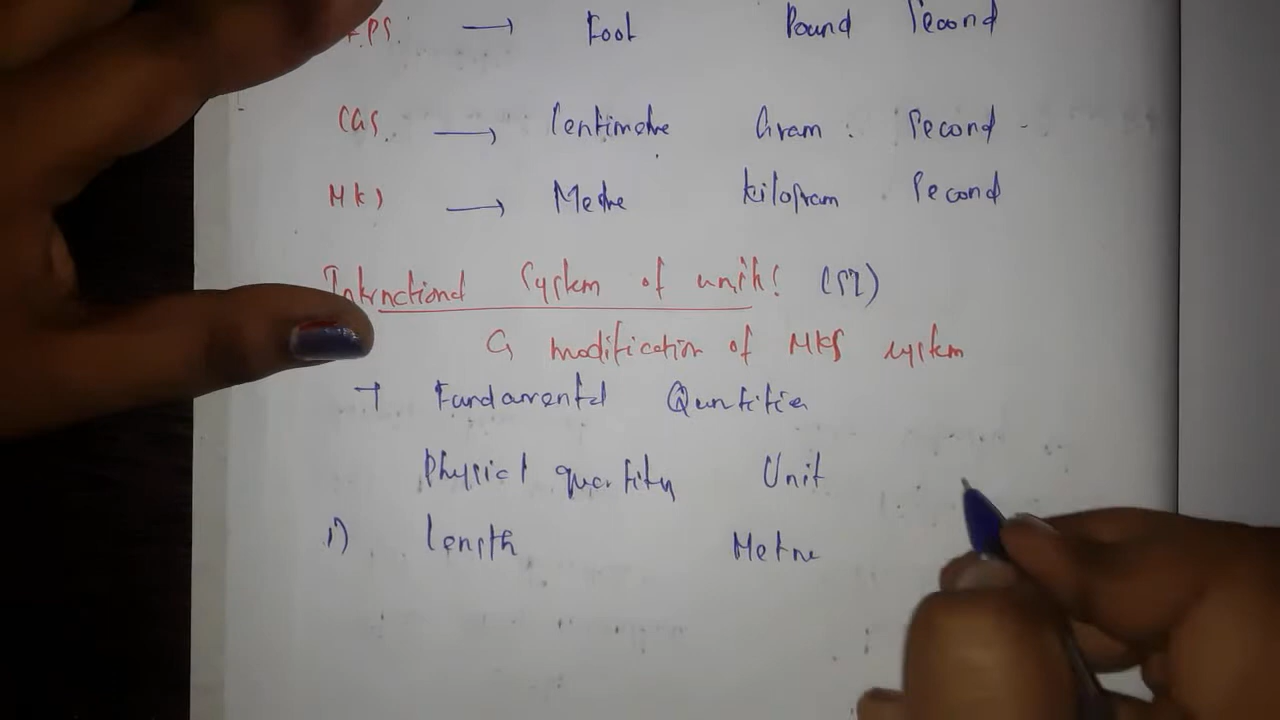 FPS. → Foot Pound Second
CGS. → Centimetre Gram Second
MKS → Metre kilogram Second
International System of units: (SI)
G modification of MKS system
→ Fundamental Quntitie
Physical quantity Unit
1) length Metre